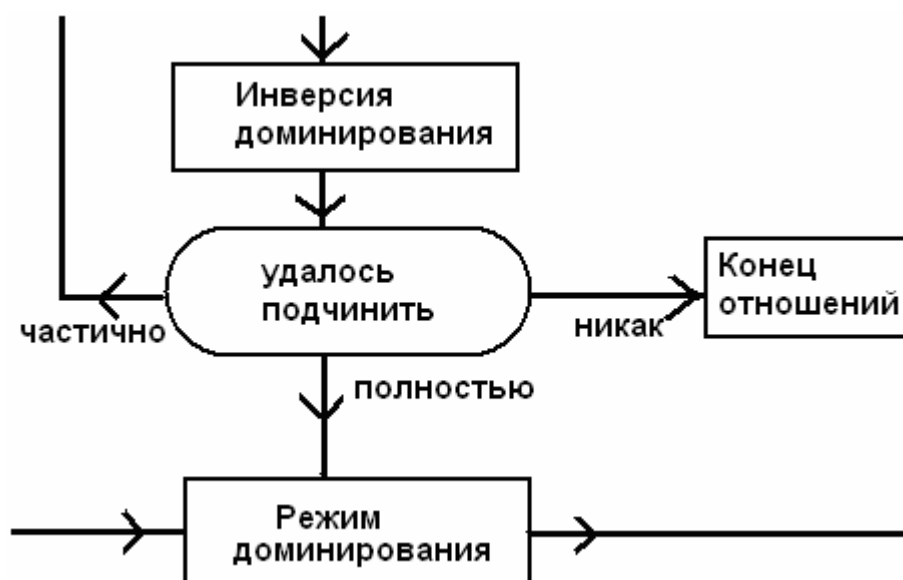 Инверсия
доминирования
удалось
подчинить
Конец
отношений
частично
никак
полностью
Режим
доминирования